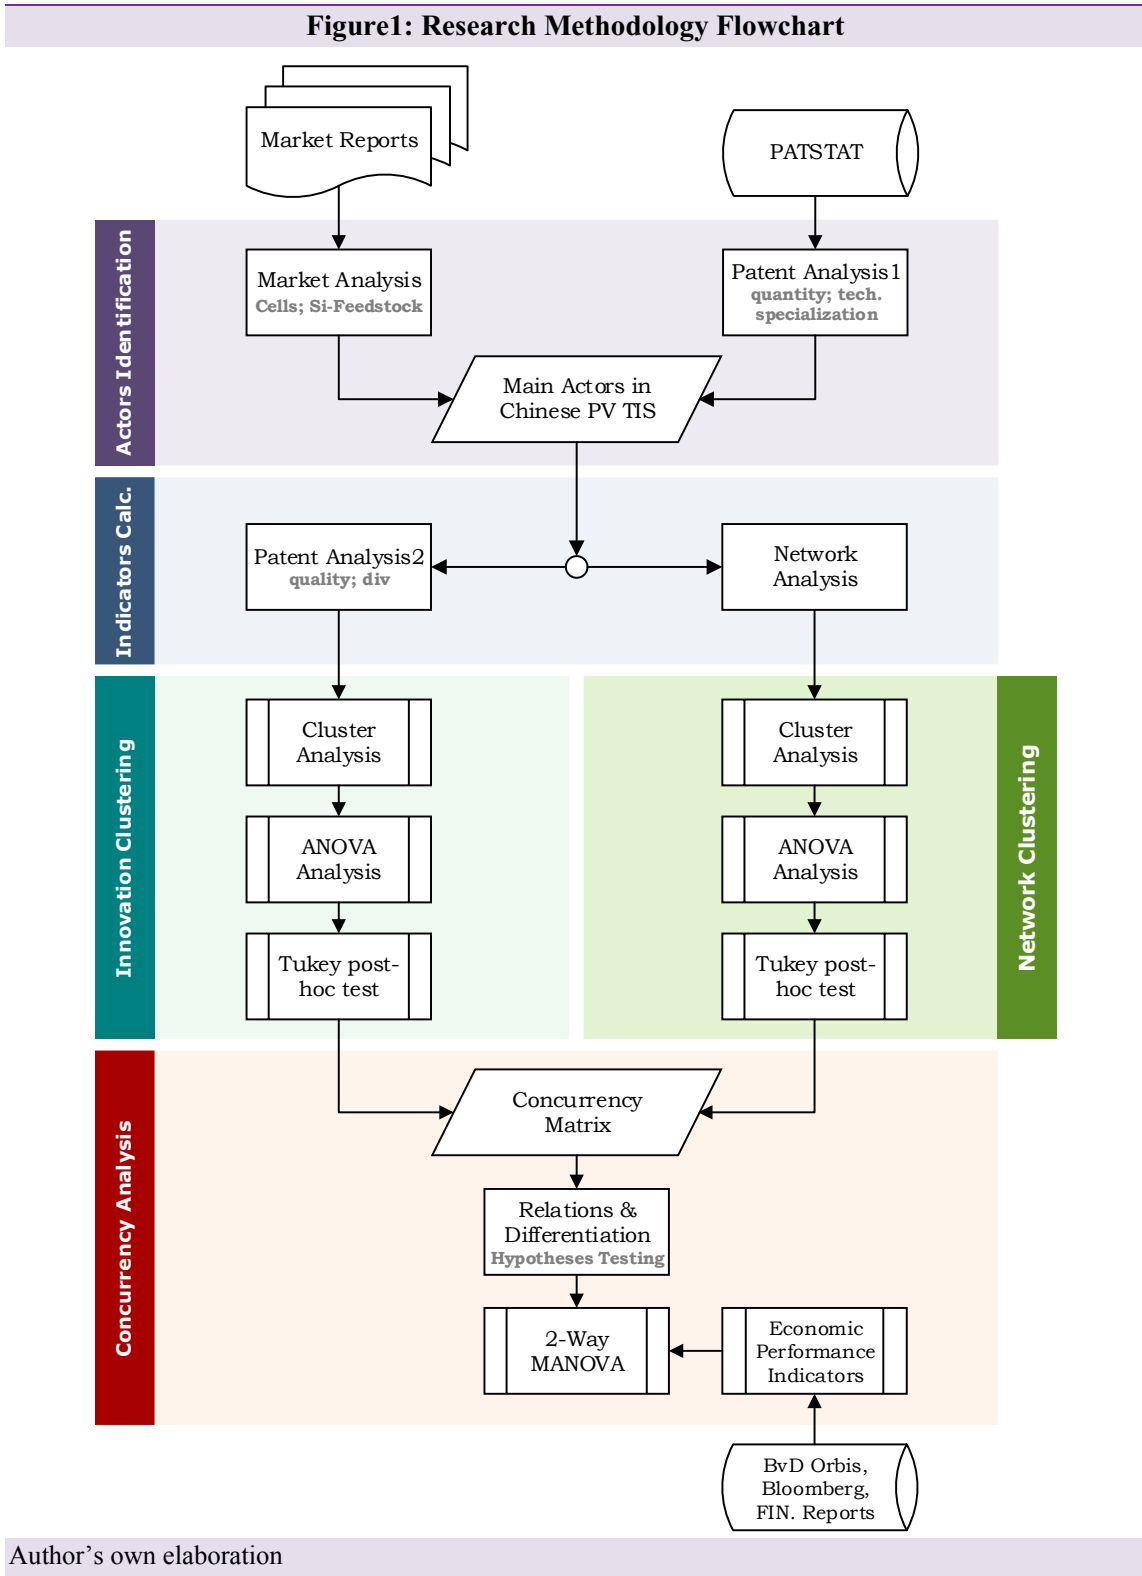 Figure1: Research Methodology Flowchart
Market Reports
PATSTAT
Actors Identification
Market Analysis
Cells; Si-Feedstock
Patent Analysis1
quantity; tech.
specialization
Main Actors in
Chinese PV TIS
Indicators Calc.
Patent Analysis2
quality; div
Network
Analysis
Innovation Clustering
Cluster
Analysis
ANOVA
Analysis
Tukey post-
hoc test
Cluster
Analysis
ANOVA
Analysis
Tukey post-
hoc test
Network Clustering
Concurrency Analysis
Concurrency
Matrix
Relations &
Differentiation
Hypotheses Testing
2-Way
MANOVA
Economic
Performance
Indicators
BvD Orbis,
Bloomberg,
FIN. Reports
Author's own elaboration